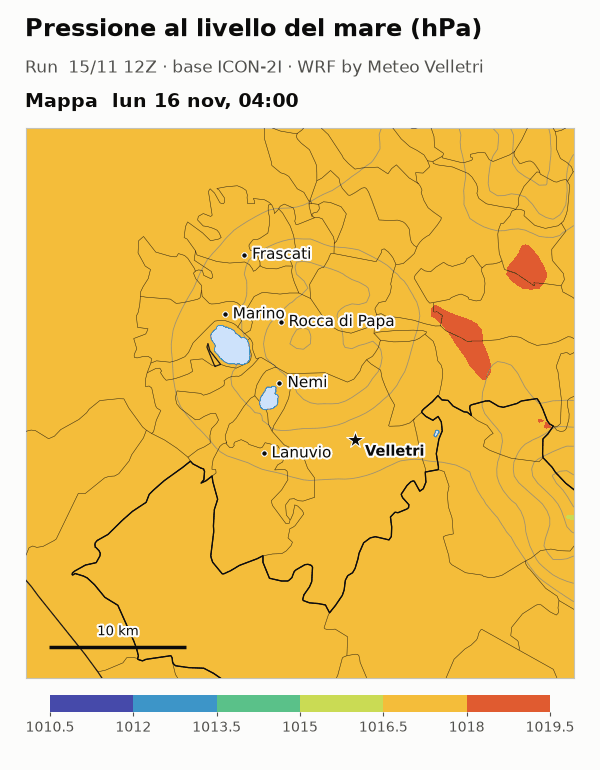 Pressione al livello del mare (hPa)
Run  15/11 12Z · base ICON-2I · WRF by Meteo Velletri
Mappa  lun 16 nov, 04:00
Frascati
Marino
Rocca di Papa
Nemi
Velletri
Lanuvio
10 km
1010.5 1012 1013.5 1015 1016.5 1018 1019.5